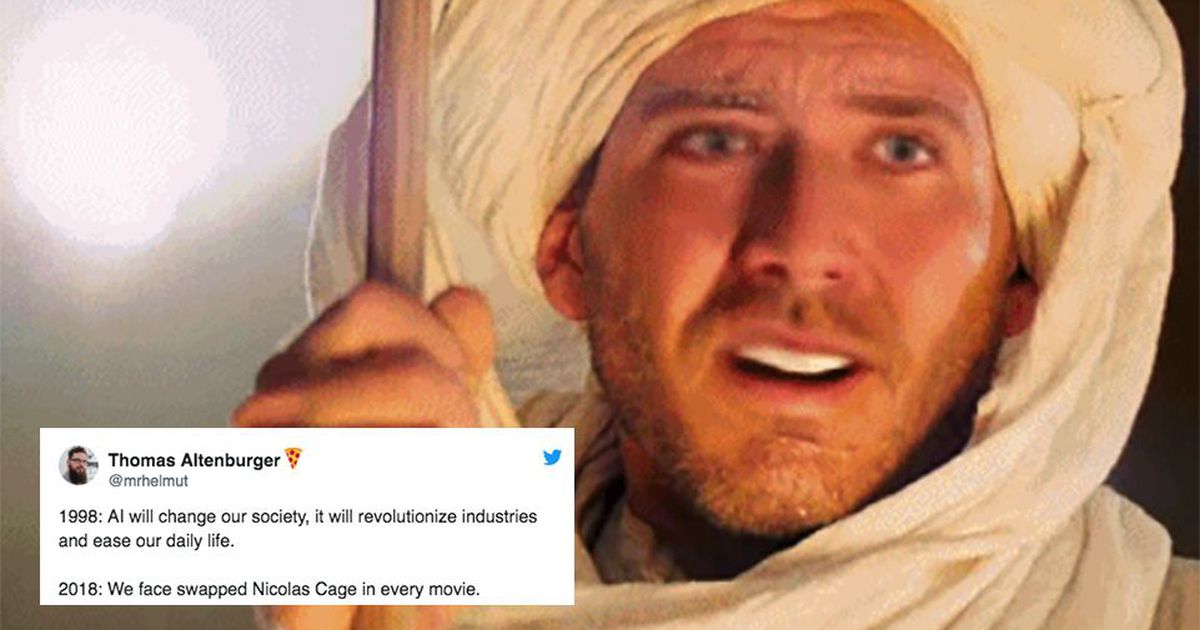 Thomas Altenburger🍕
@mrhelmut
1998: AI will change our society, it will revolutionize industries
and ease our daily life.
2018: We face swapped Nicolas Cage in every movie.